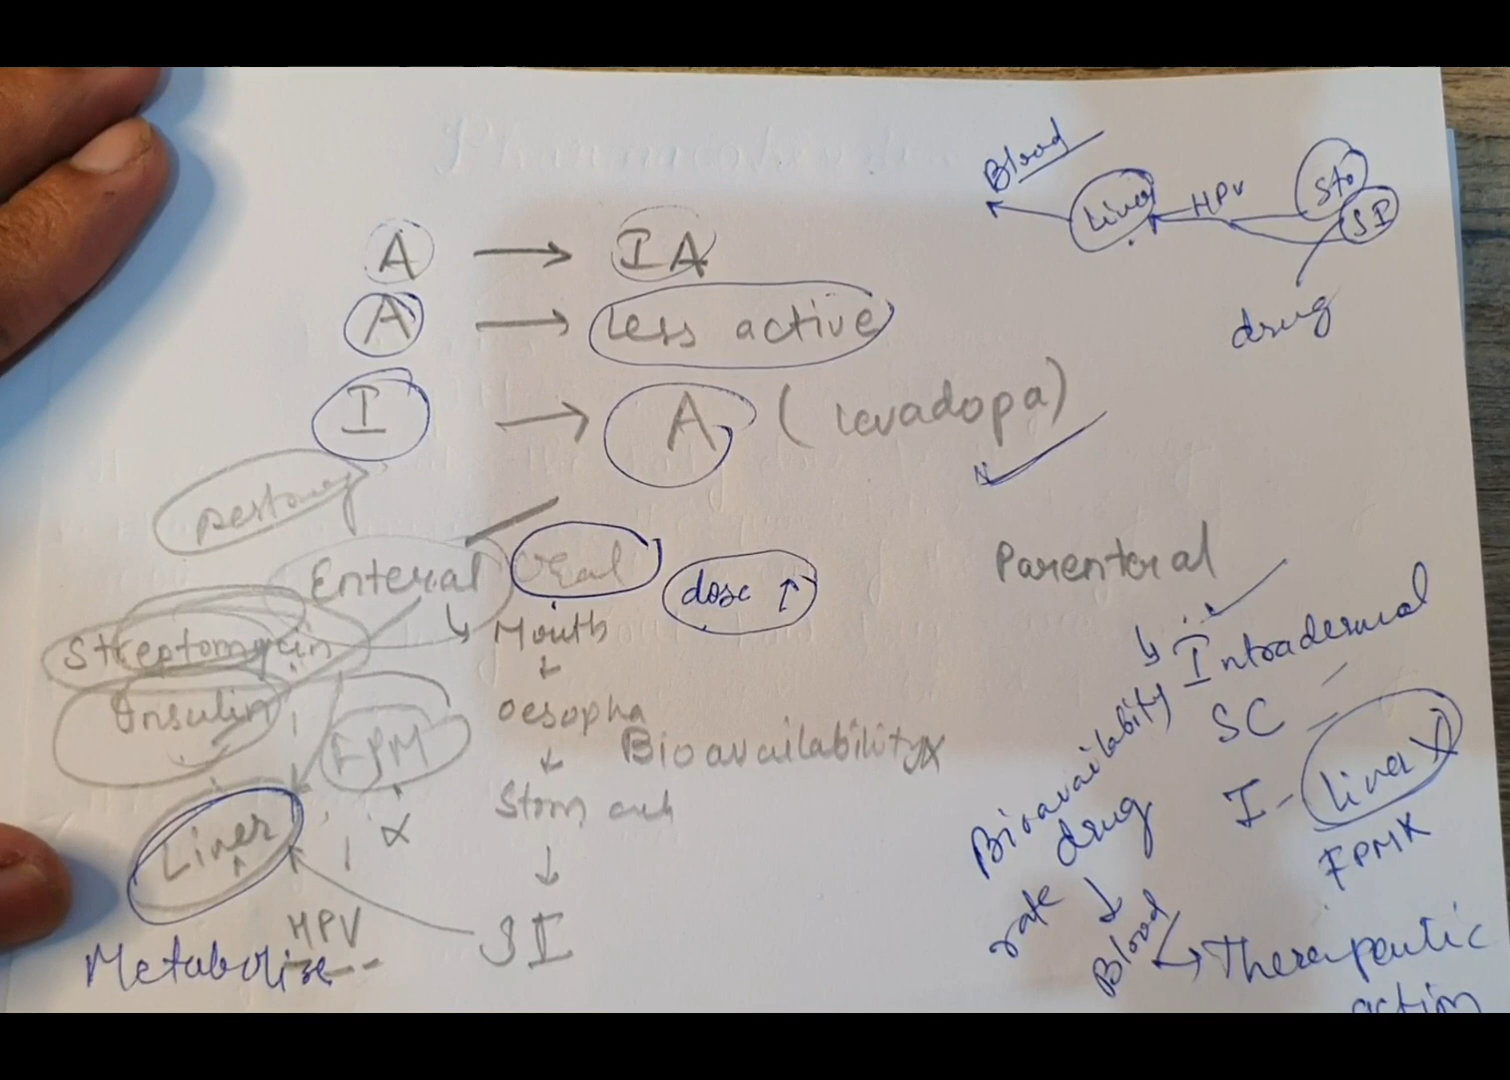 Blood
Liver
HPV
Sto
SI
drug
A → IA
A → Less active
I → A (levadopa)
Enteral Oral dose ↑
↳ Mouth
↓
oesopha
↓
Stomach
↓
SI
Bioavailability
Streptomycin
Insulin
FPM
Liver
HPV
Metabolize
Parenteral
↳ Intradermal
SC
I- Liver X
FPMX
Bioavailability
rate drug
↓
Blood → Therapeutic
action